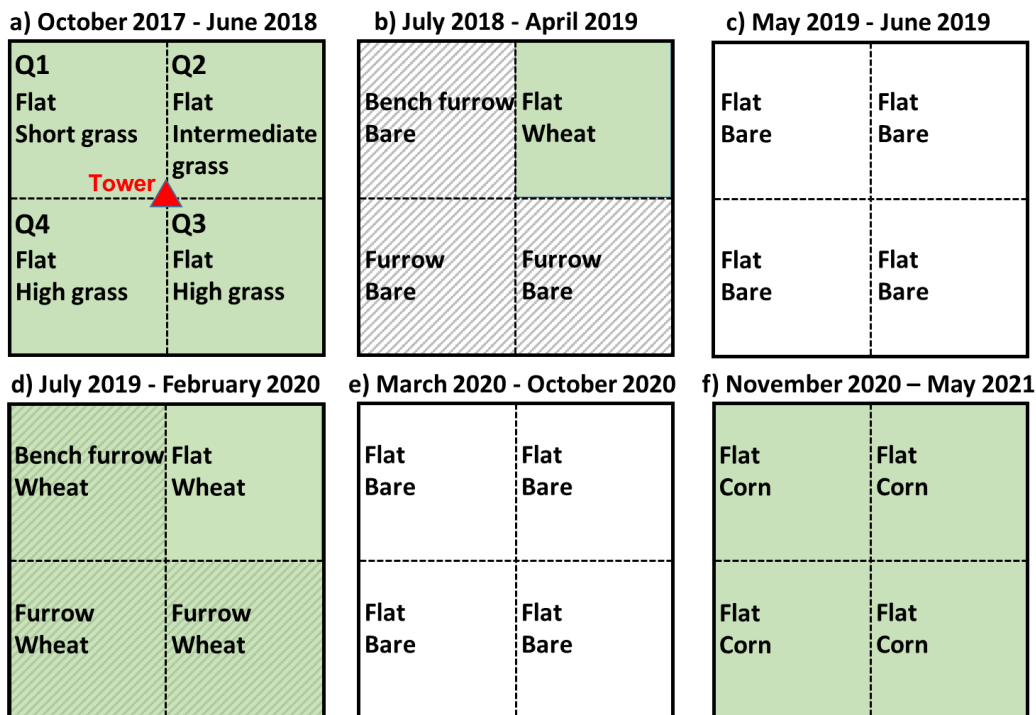 a) October 2017 - June 2018
Q1
Flat
Short grass
Q2
Flat
Intermediate
grass
Tower
Q4
Flat
High grass
Q3
Flat
High grass
b) July 2018 - April 2019
Bench furrow
Bare
Flat
Wheat
Furrow
Bare
Furrow
Bare
c) May 2019 - June 2019
Flat
Bare
Flat
Bare
Flat
Bare
Flat
Bare
d) July 2019 - February 2020
Bench furrow
Wheat
Flat
Wheat
Furrow
Wheat
Furrow
Wheat
e) March 2020 - October 2020
Flat
Bare
Flat
Bare
Flat
Bare
Flat
Bare
f) November 2020 – May 2021
Flat
Corn
Flat
Corn
Flat
Corn
Flat
Corn